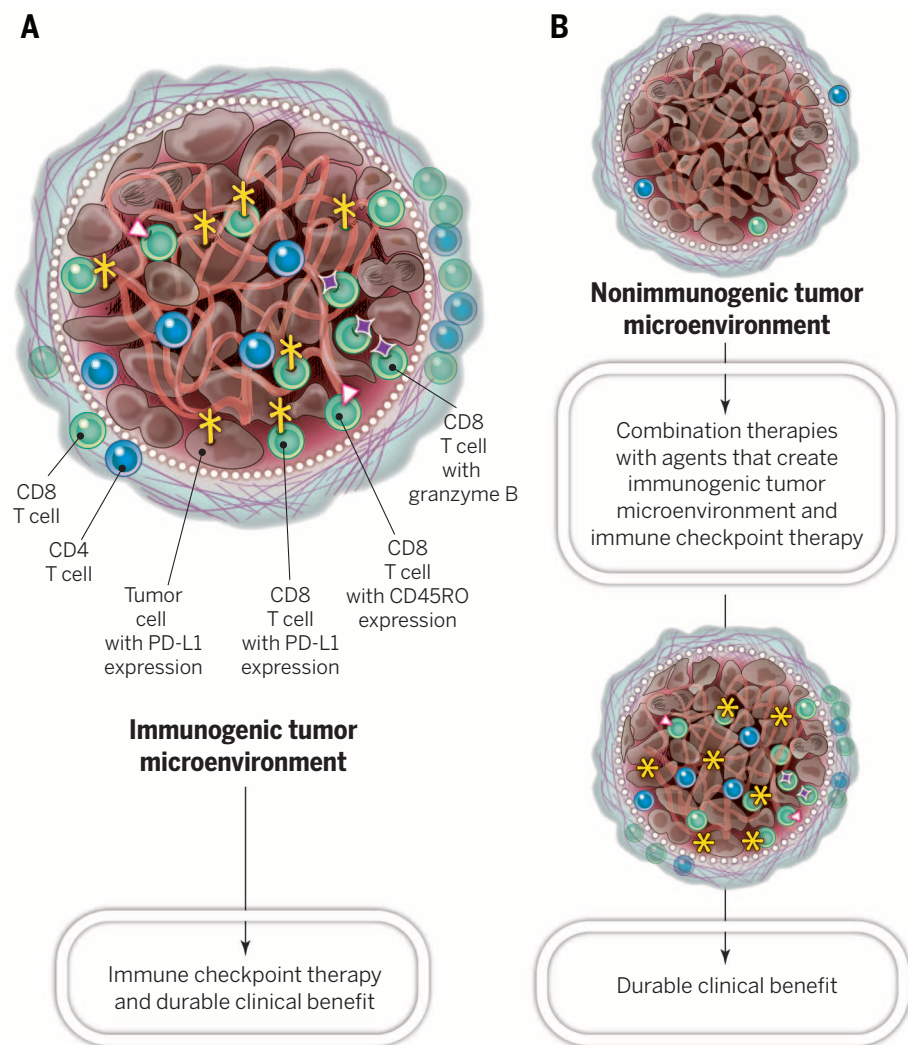 A
CD8
T cell
CD4
T cell
Tumor
cell
with PD-L1
expression
CD8
T cell
with PD-L1
expression
CD8
T cell
with CD45RO
expression
CD8
T cell
with
granzyme B
Immunogenic tumor
microenvironment
Immune checkpoint therapy
and durable clinical benefit
B
Nonimmunogenic tumor
microenvironment
Combination therapies
with agents that create
immunogenic tumor
microenvironment and
immune checkpoint therapy
Durable clinical benefit